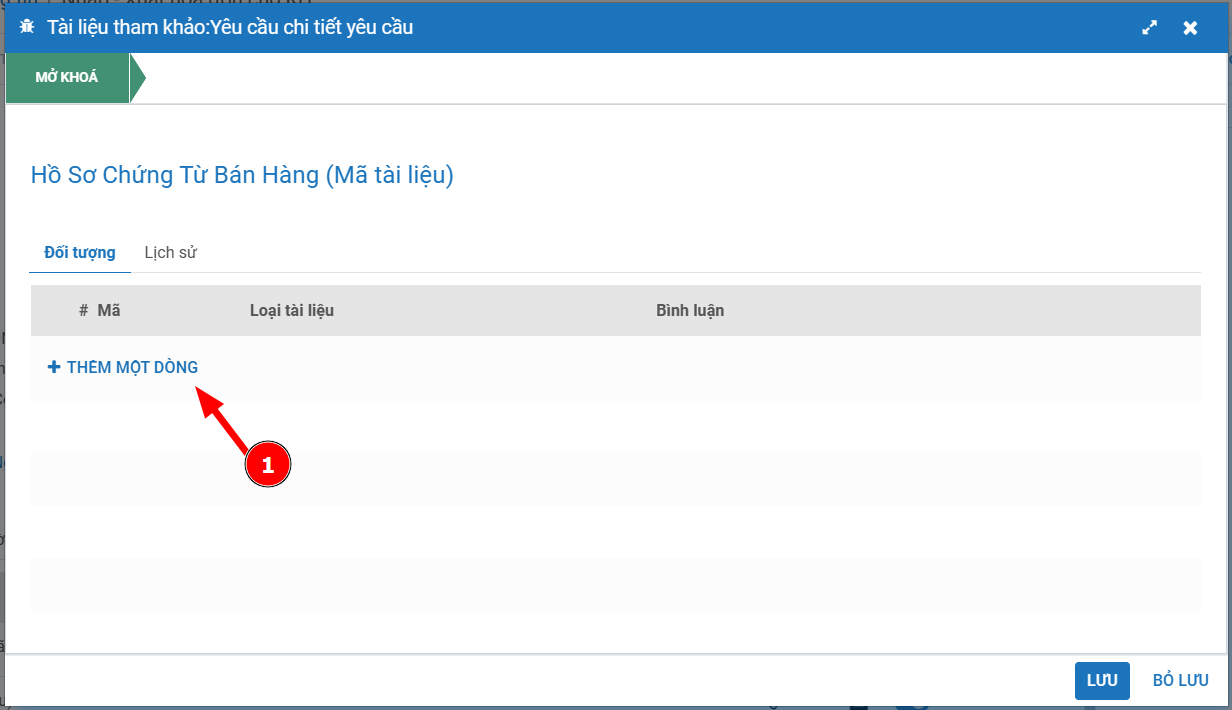 Tài liệu tham khảo:Yêu cầu chi tiết yêu cầu
MỞ KHOÁ
Hồ Sơ Chứng Từ Bán Hàng (Mã tài liệu)
Đối tượng Lịch sử
# Mã Loại tài liệu Bình luận
THÊM MỘT DÒNG
1
LƯU BỎ LƯU